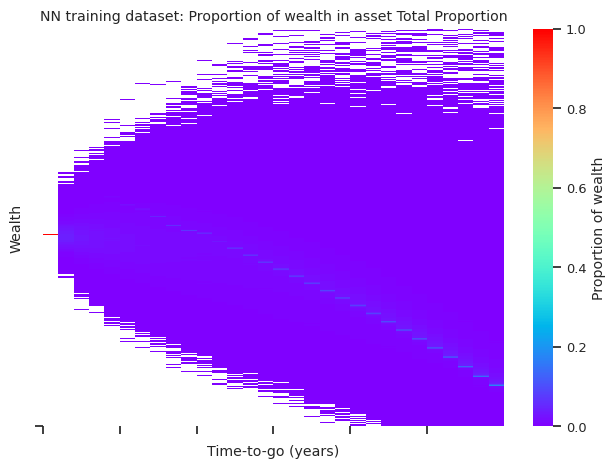 NN training dataset: Proportion of wealth in asset Total Proportion
1.0
0.8
0.6
0.4
0.2
0.0
Proportion of wealth
Wealth
Time-to-go (years)